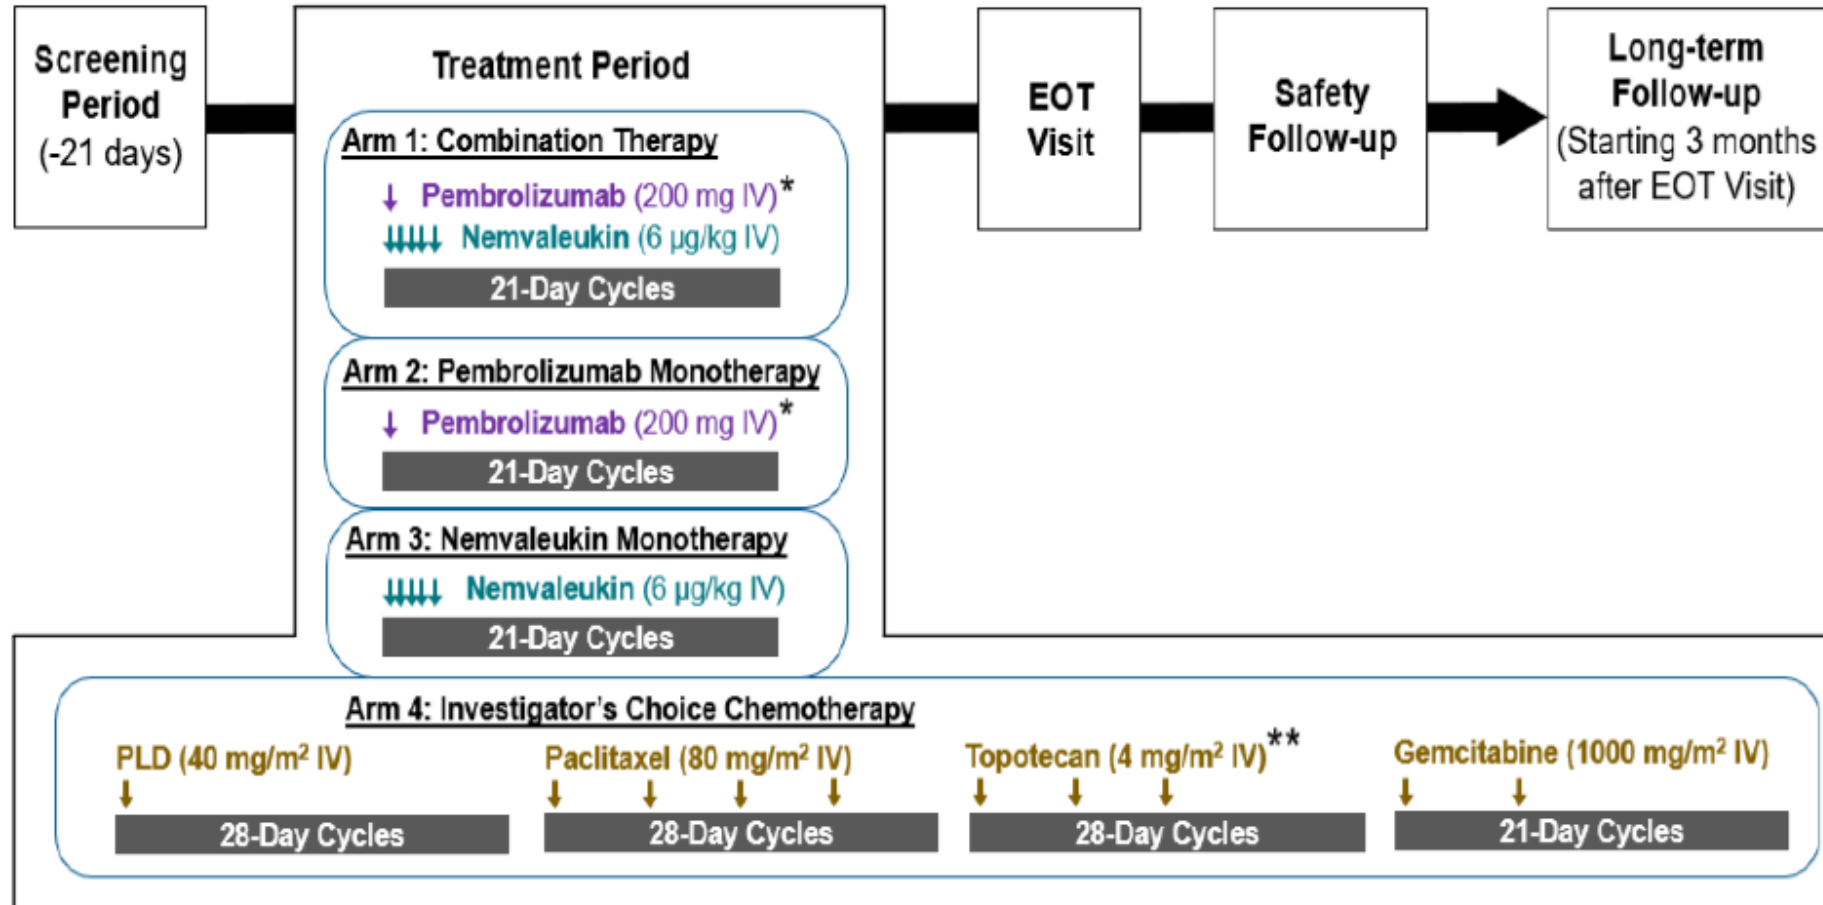 Screening
Period
(-21 days)
Treatment Period
Arm 1: Combination Therapy
Pembrolizumab (200 mg IV)*
Nemvaleukin (6 µg/kg IV)
21-Day Cycles
Arm 2: Pembrolizumab Monotherapy
Pembrolizumab (200 mg IV)*
21-Day Cycles
Arm 3: Nemvaleukin Monotherapy
Nemvaleukin (6 µg/kg IV)
21-Day Cycles
Arm 4: Investigator's Choice Chemotherapy
PLD (40 mg/m² IV)
28-Day Cycles
Paclitaxel (80 mg/m² IV)
28-Day Cycles
Topotecan (4 mg/m² IV)**
28-Day Cycles
Gemcitabine (1000 mg/m² IV)
21-Day Cycles
EOT
Visit
Safety
Follow-up
Long-term
Follow-up
(Starting 3 months
after EOT Visit)